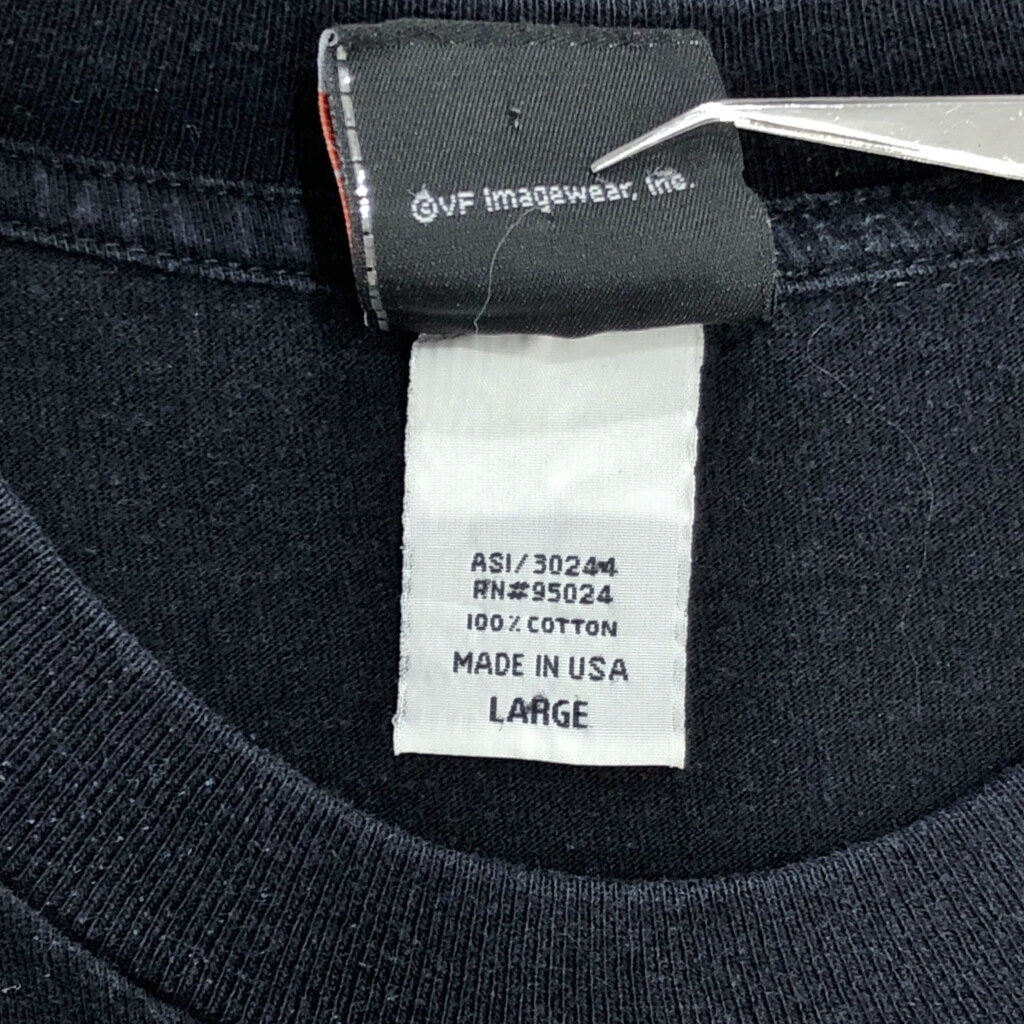 ©VF Imagewear, Inc.
ASI/30244
RN#95024
100% COTTON
MADE IN USA
LARGE